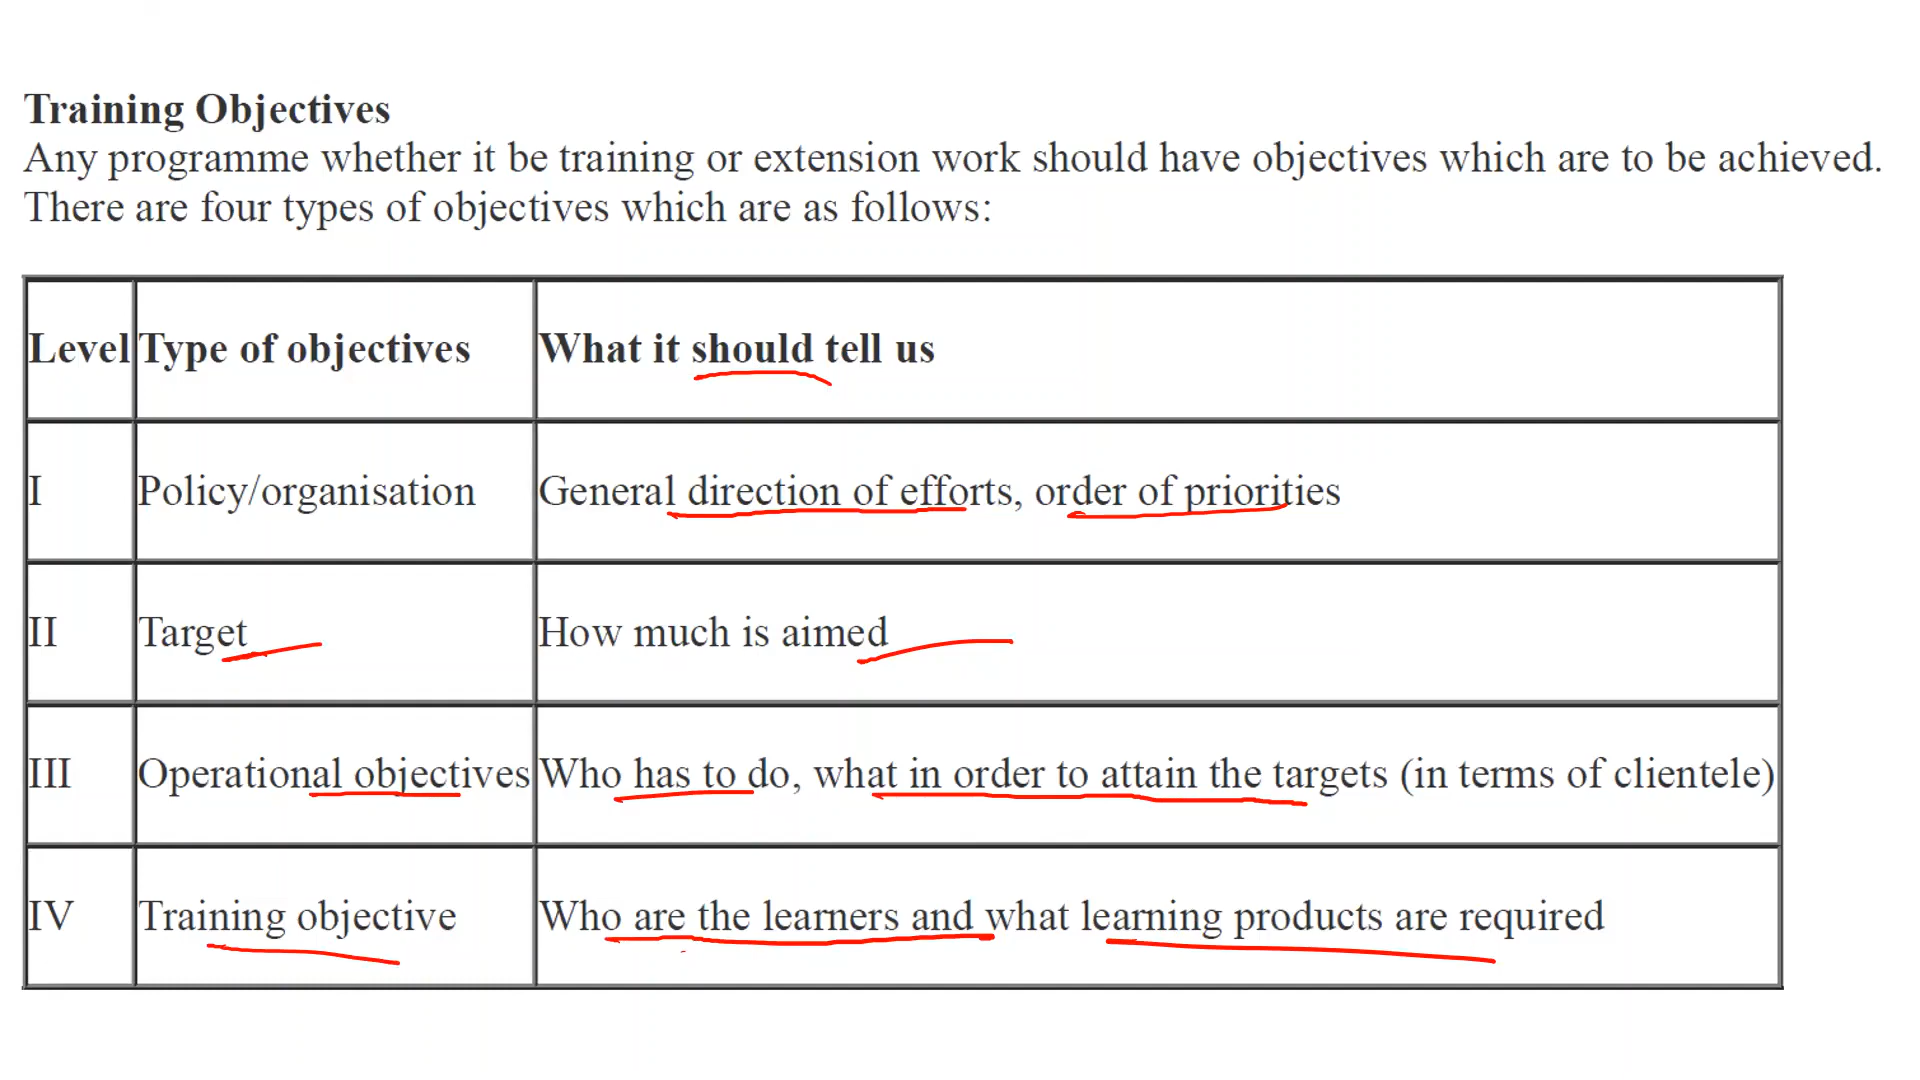 Training Objectives
Any programme whether it be training or extension work should have objectives which are to be achieved.
There are four types of objectives which are as follows:
Level Type of objectives What it should tell us
I Policy/organisation General direction of efforts, order of priorities
II Target How much is aimed
III Operational objectives Who has to do, what in order to attain the targets (in terms of clientele)
IV Training objective Who are the learners and what learning products are required